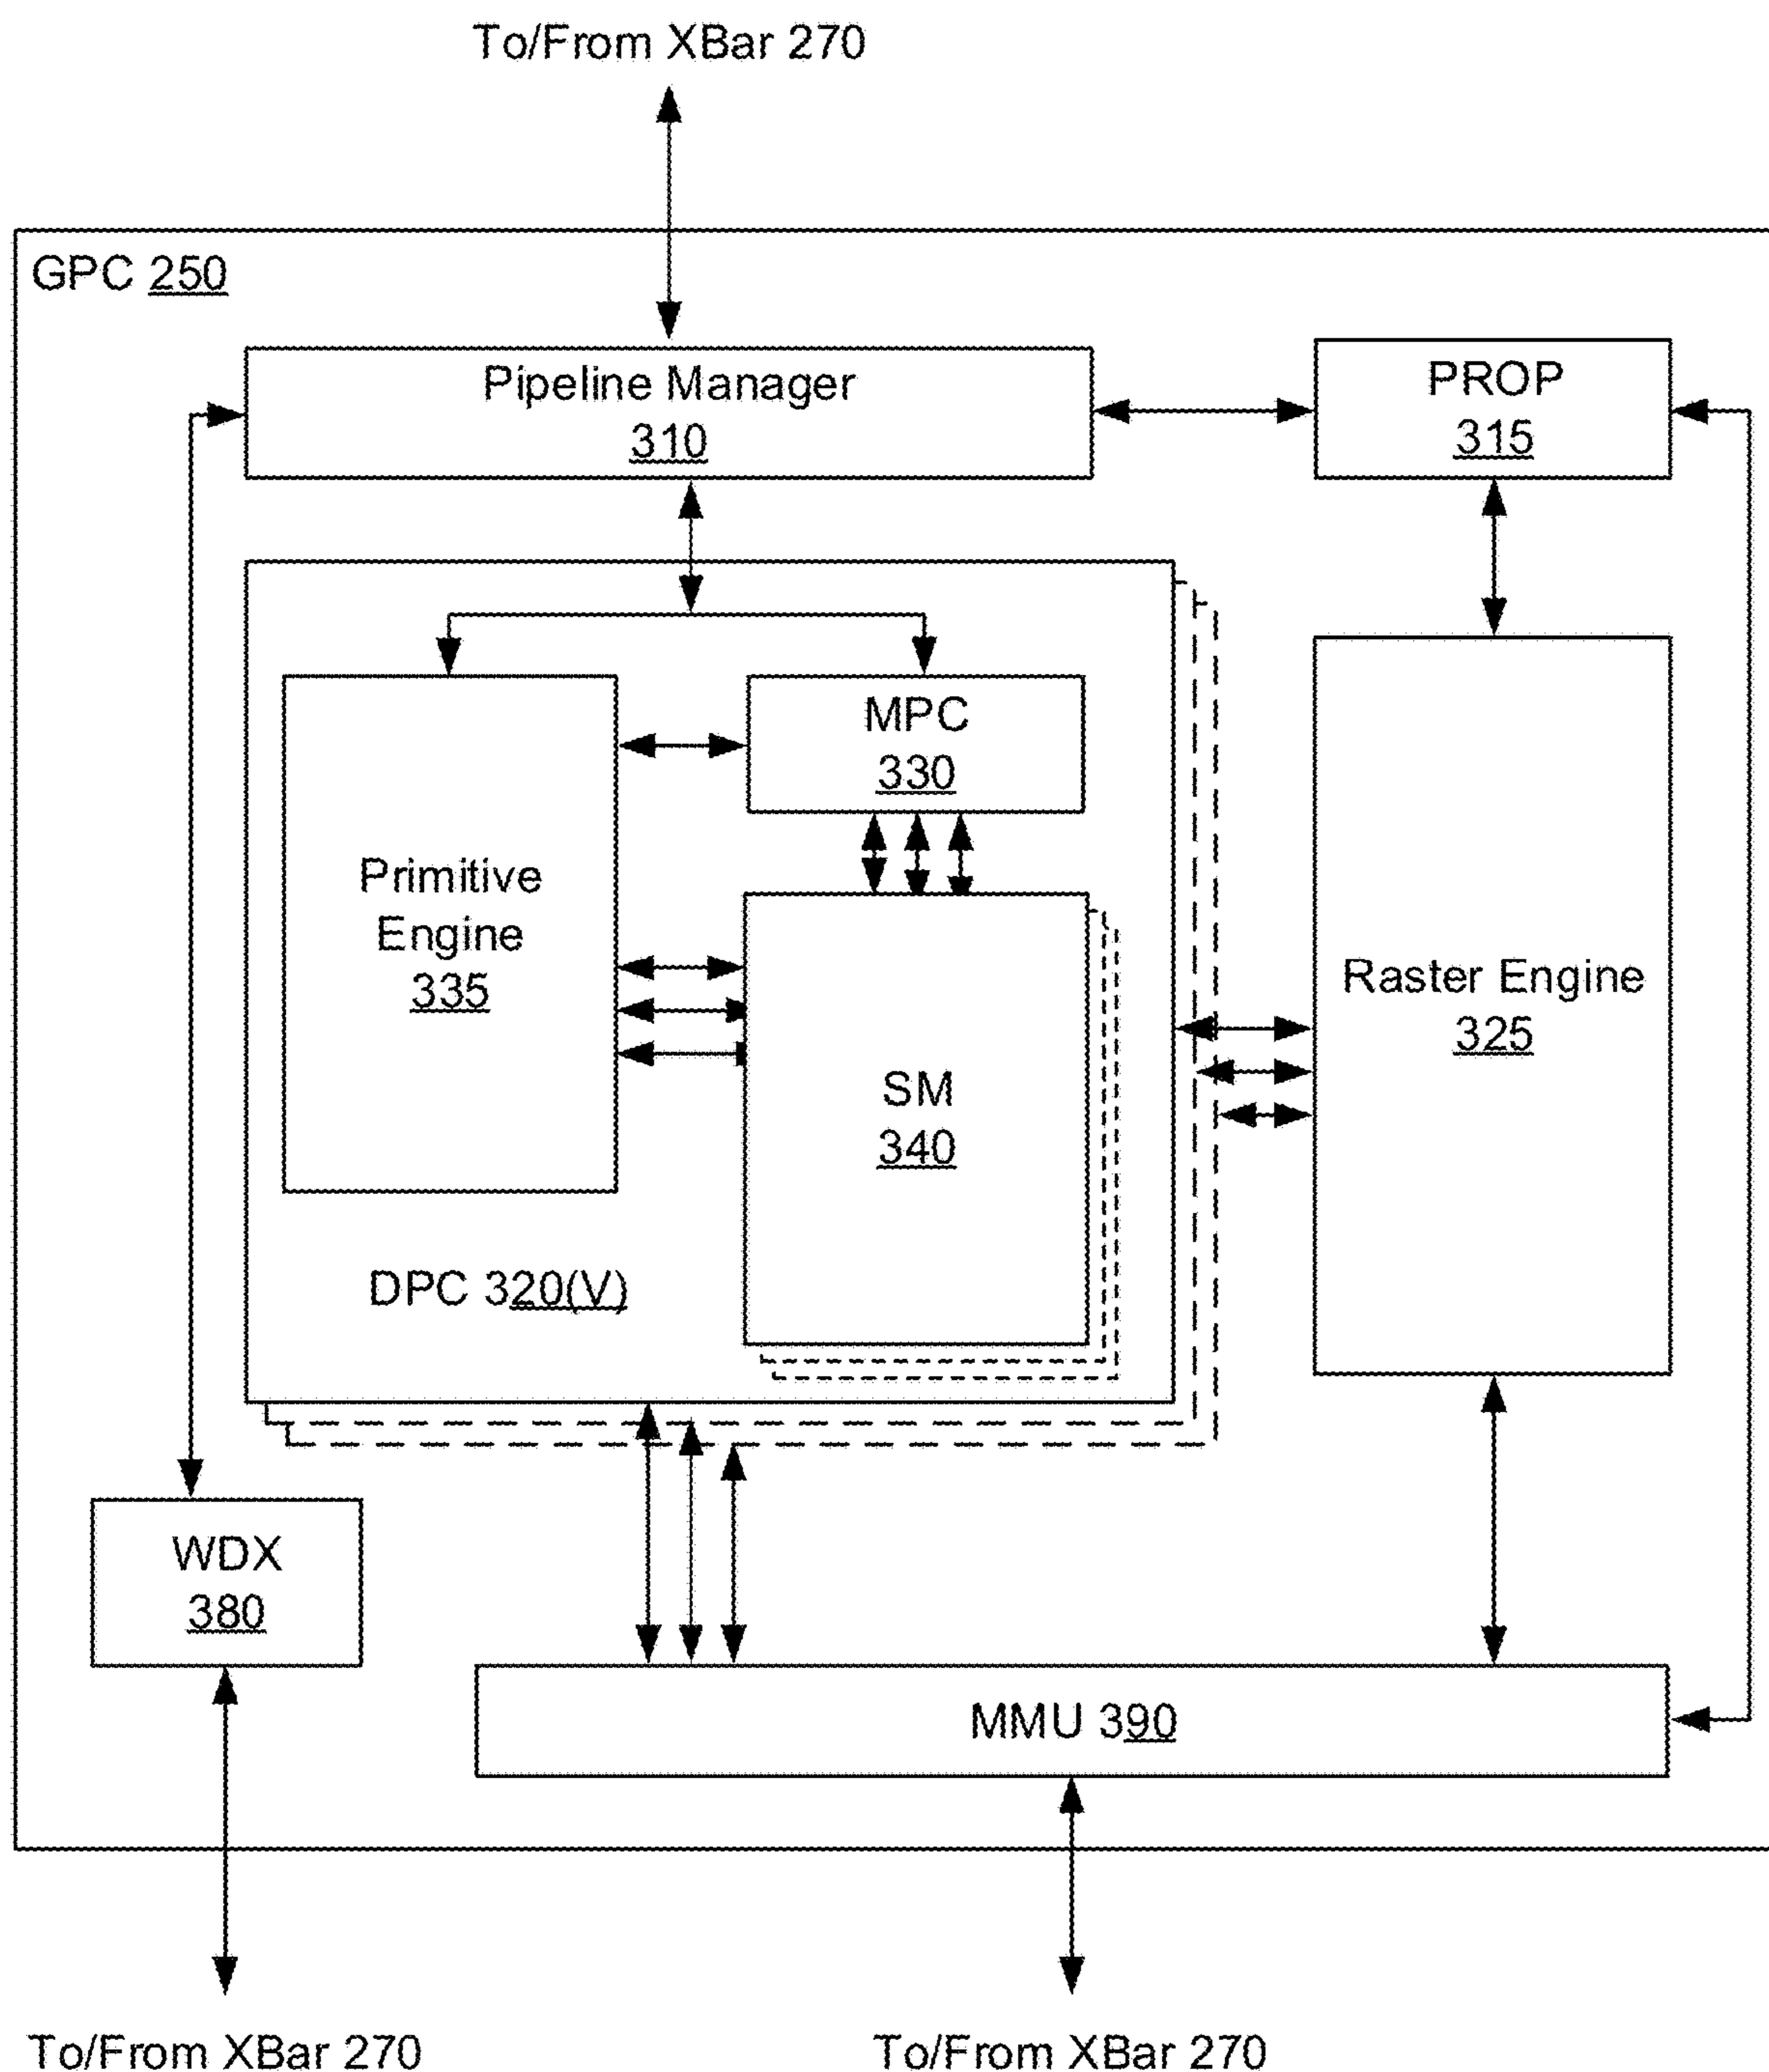 To/From XBar 270
GPC 250
Pipeline Manager
310
PROP
315
MPC
330
Primitive
Engine
335
Raster Engine
325
SM
340
DPC 320(V)
WDX
380
MMU 390
To/From XBar 270
To/From XBar 270